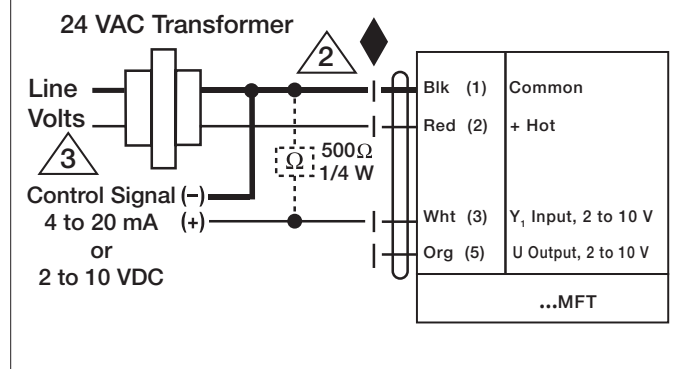 24 VAC Transformer
2
Line
Volts
3
Blk (1) Common
Red (2) + Hot
Ω 500Ω
1/4 W
Control Signal (−)
4 to 20 mA (+)
or
2 to 10 VDC
Wht (3) Y₁ Input, 2 to 10 V
Org (5) U Output, 2 to 10 V
...MFT